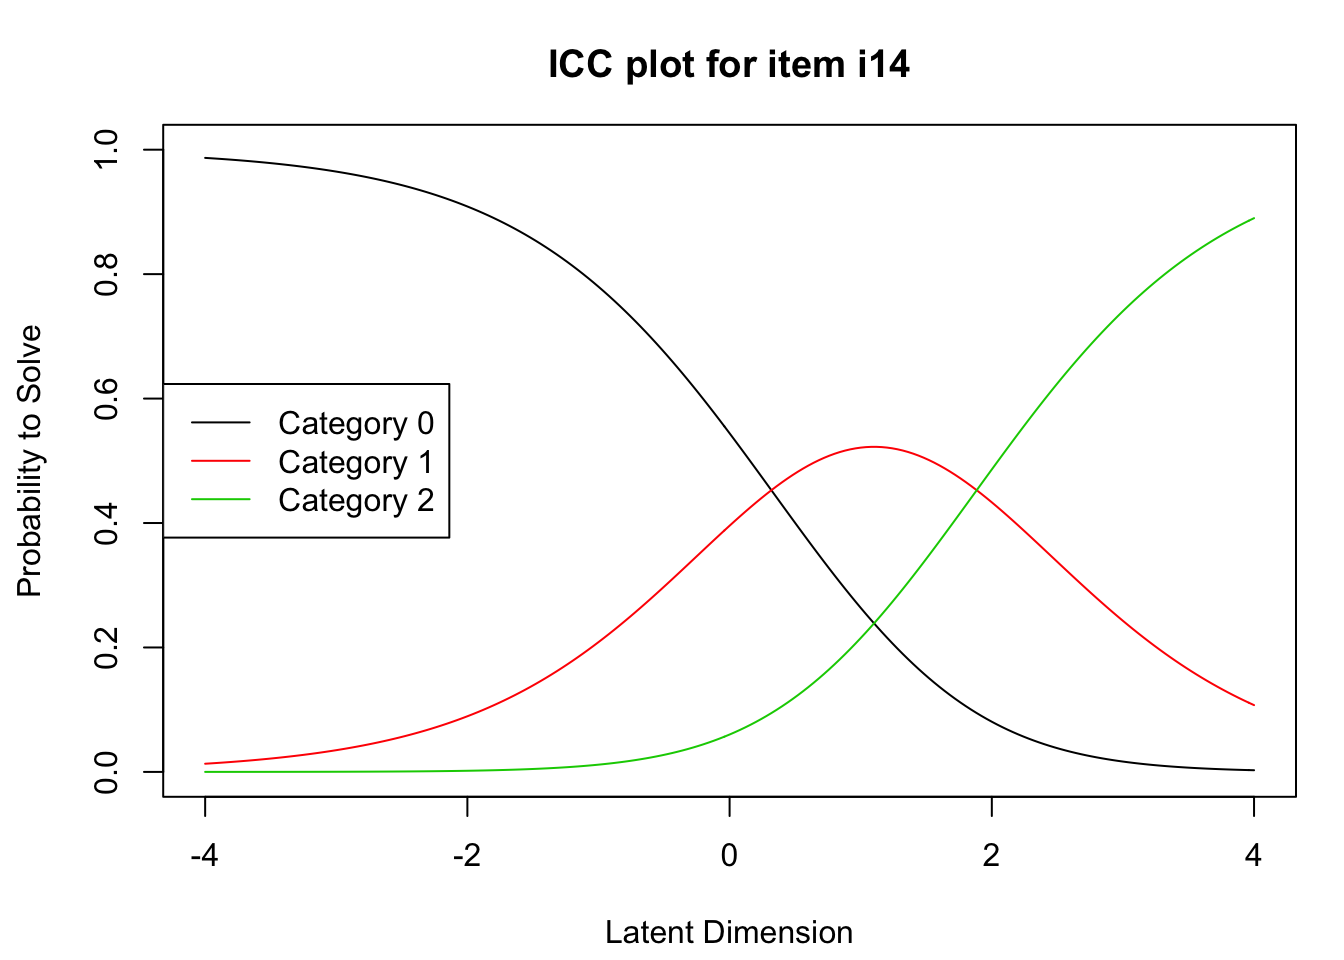 ICC plot for item i14
Probability to Solve
1.0
0.8
0.6
0.4
0.2
0.0
Category 0
Category 1
Category 2
-4 -2 0 2 4
Latent Dimension